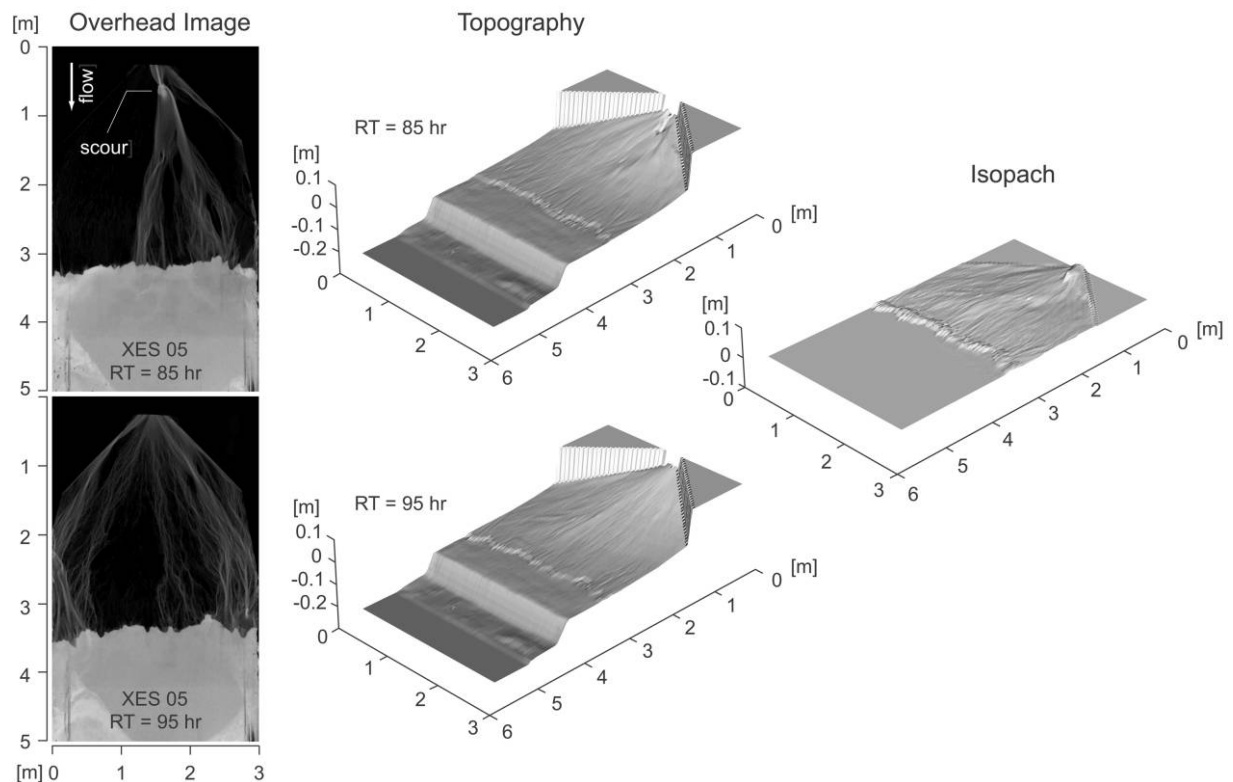 Overhead Image
[m]
0
1
2
3
4
5
flow]
scour]
XES 05
RT = 85 hr
1
2
3
4
5
XES 05
RT = 95 hr
[m] 0 1 2 3
Topography
RT = 85 hr
[m]
0.1
0
-0.1
-0.2
0
1
2
3
6
5
4
3
2
1
0 [m]
RT = 95 hr
[m]
0.1
0
-0.1
-0.2
0
1
2
3
6
5
4
3
2
1
0 [m]
Isopach
[m]
0.1
0
-0.1
0
1
2
3
6
5
4
3
2
1
0
[m]